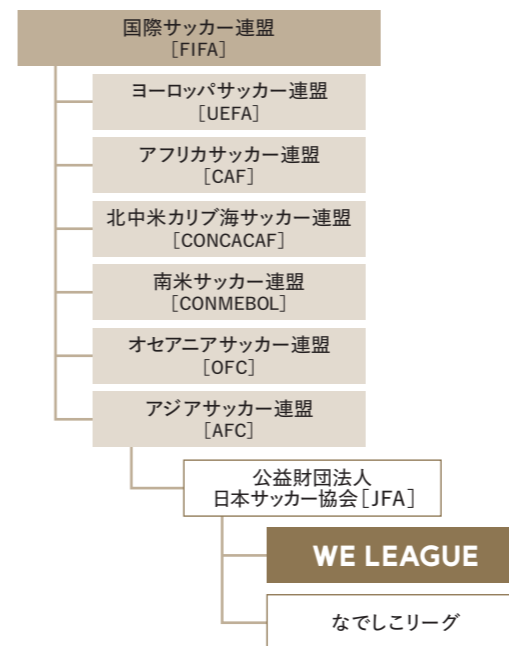 国際サッカー連盟
［FIFA］
ヨーロッパサッカー連盟
［UEFA］
アフリカサッカー連盟
［CAF］
北中米カリブ海サッカー連盟
［CONCACAF］
南米サッカー連盟
［CONMEBOL］
オセアニアサッカー連盟
［OFC］
アジアサッカー連盟
［AFC］
公益財団法人
日本サッカー協会［JFA］
WE LEAGUE
なでしこリーグ